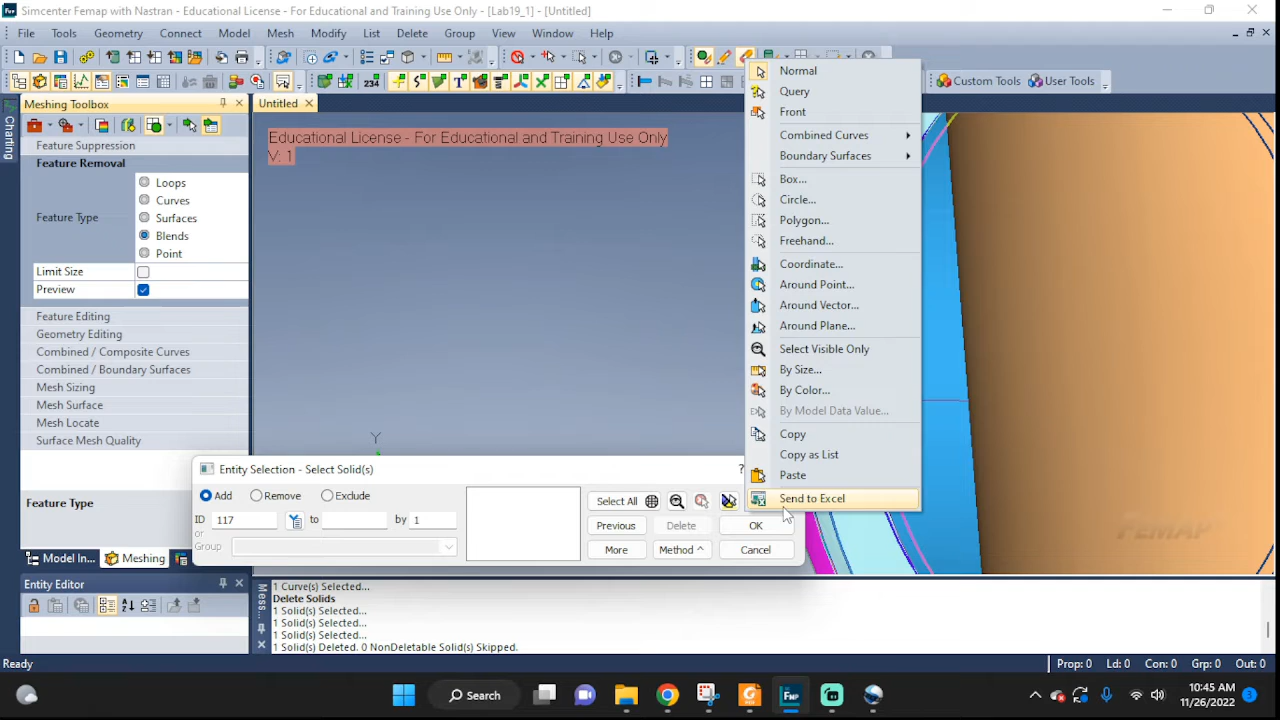 Simcenter Femap with Nastran - Educational License - For Educational and Training Use Only - [Lab19_1] - [Untitled]
File Tools Geometry Connect Model Mesh Modify List Delete Group View Window Help
234
Custom Tools User Tools
Meshing Toolbox
Untitled
Charting
Feature Suppression
Feature Removal
Feature Type
Loops
Curves
Surfaces
Blends
Point
Limit Size
Preview
Feature Editing
Geometry Editing
Combined / Composite Curves
Combined / Boundary Surfaces
Mesh Sizing
Mesh Surface
Mesh Locate
Surface Mesh Quality
Feature Type
Model In... Meshing
Entity Editor
Educational License - For Educational and Training Use Only
V: 1
Y
Normal
Query
Front
Combined Curves
Boundary Surfaces
Box...
Circle...
Polygon...
Freehand...
Coordinate...
Around Point...
Around Vector...
Around Plane...
Select Visible Only
By Size...
By Color...
By Model Data Value...
Copy
Copy as List
Paste
Send to Excel
Entity Selection - Select Solid(s) ?
Add Remove Exclude
ID 117 to by 1
or
Group
Select All
Previous Delete OK
More Method ^ Cancel
FEMAP
Mess...
1 Curve(s) Selected...
Delete Solids
1 Solid(s) Selected...
1 Solid(s) Selected...
1 Solid(s) Selected...
1 Solid(s) Deleted. 0 NonDeletable Solid(s) Skipped.
Ready
Prop: 0 Ld: 0 Con: 0 Grp: 0 Out: 0
Search
FNP
10:45 AM
11/26/2022
3